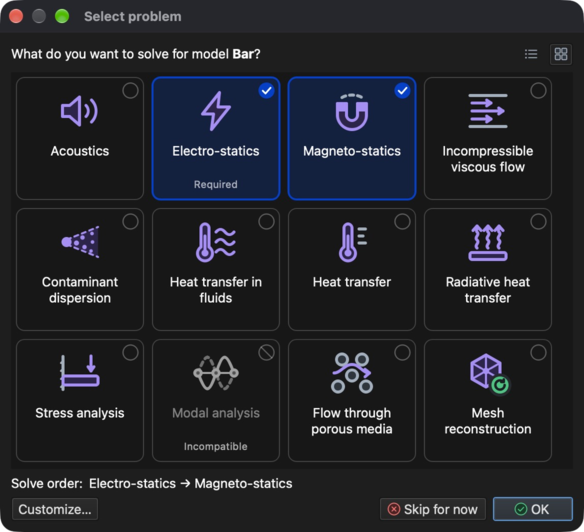 Select problem
What do you want to solve for model Bar?
Acoustics
Electro-statics
Required
Magneto-statics
Incompressible
viscous flow
Contaminant
dispersion
Heat transfer in
fluids
Heat transfer
Radiative heat
transfer
Stress analysis
Modal analysis
Incompatible
Flow through
porous media
Mesh
reconstruction
Solve order: Electro-statics → Magneto-statics
Customize...
Skip for now
OK